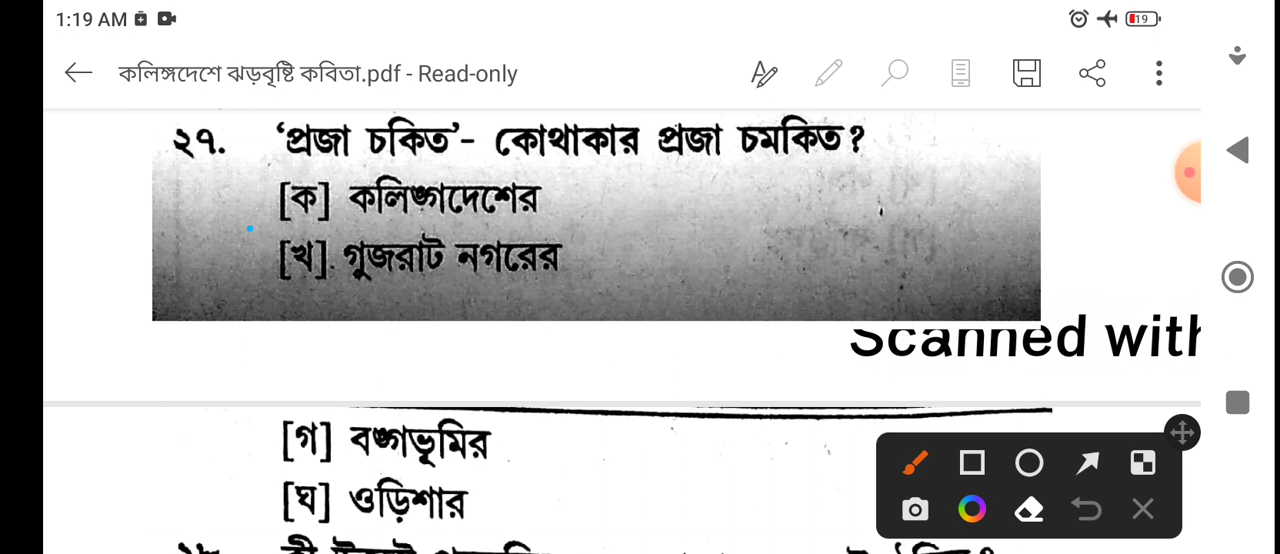 1:19 AM
19
কলিঙ্গদেশে ঝড়বৃষ্টি কবিতা.pdf - Read-only
২৭. ‘প্রজা চকিত’- কোথাকার প্রজা চমকিত?
[ক] কলিঙ্গদেশের
[খ] গুজরাট নগরের
Scanned with
[গ] বঙ্গভূমির
[ঘ] ওড়িশার